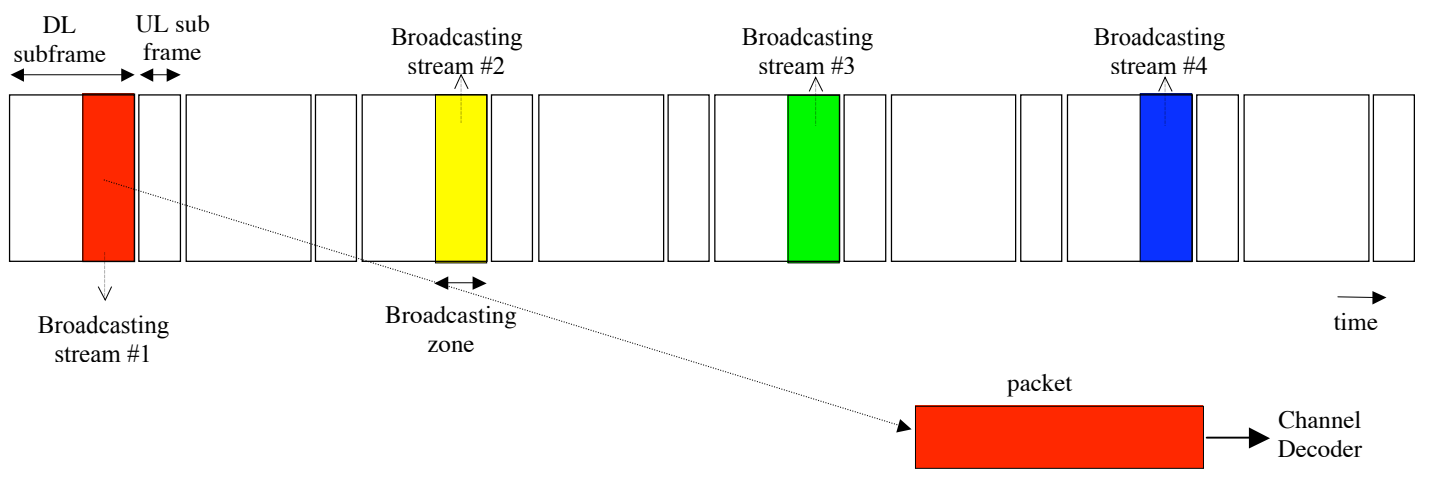 DL
subframe
UL sub
frame
Broadcasting
stream #2
Broadcasting
stream #3
Broadcasting
stream #4
Broadcasting
stream #1
Broadcasting
zone
time
packet
Channel
Decoder